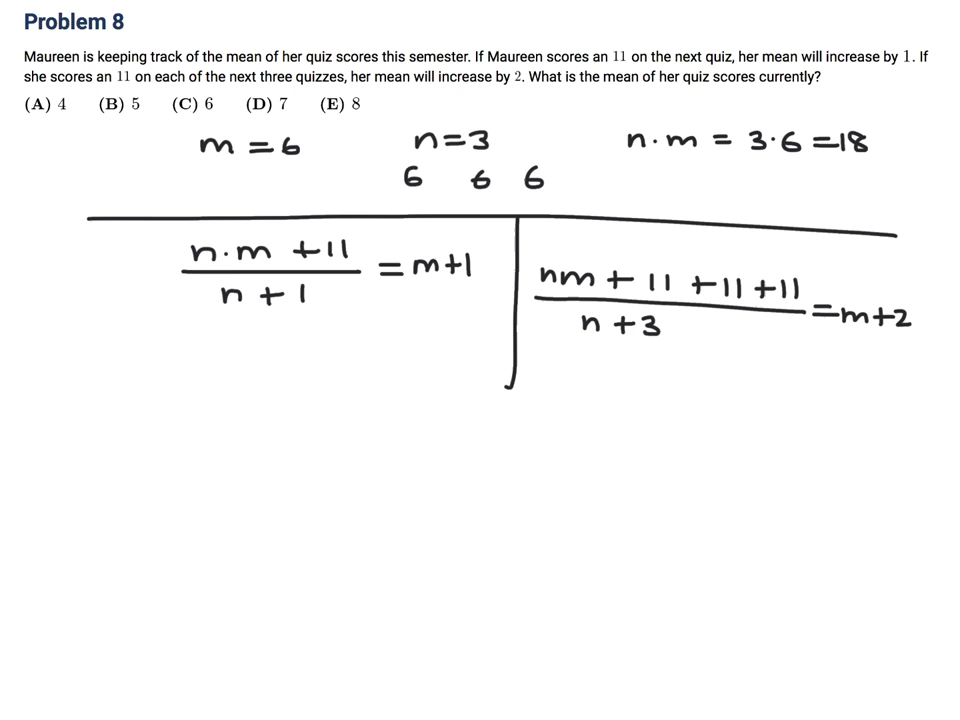 Problem 8
Maureen is keeping track of the mean of her quiz scores this semester. If Maureen scores an 11 on the next quiz, her mean will increase by 1. If
she scores an 11 on each of the next three quizzes, her mean will increase by 2. What is the mean of her quiz scores currently?
(A) 4 (B) 5 (C) 6 (D) 7 (E) 8
m = 6 n=3 n·m = 3·6 =18
6 6 6
n·m +11
n + 1
= m+1
nm + 11 +11 +11
n +3
=m+2